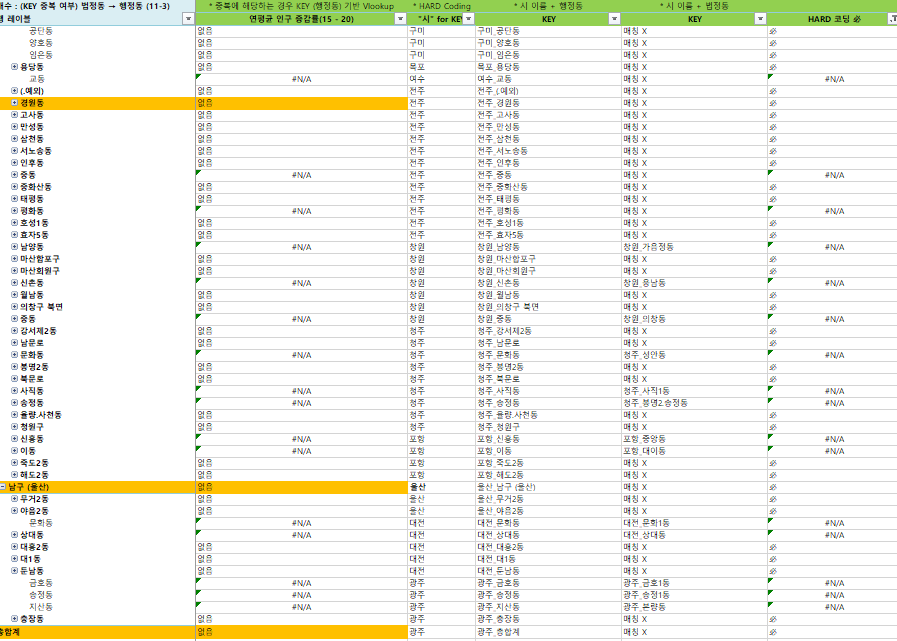 개수 : (KEY 중복 여부) 법정동 → 행정동 (11-3) * 중복에 해당하는 경우 KEY (행정동) 기반 Vlookup * HARD Coding * 시 이름 + 행정동 * 시 이름 + 법정동
행 레이블 연평균 인구 증감률(15 - 20) "시" for KEY KEY KEY HARD 코딩 必
공단동 없음 구미 구미_공단동 매칭 X 必
양호동 없음 구미 구미_양호동 매칭 X 必
임은동 없음 구미 구미_임은동 매칭 X 必
용당동 없음 목포 목포_용당동 매칭 X 必
교동 #N/A 여수 여수_교동 매칭 X #N/A
(.예외) 없음 전주 전주_(.예외) 매칭 X 必
경원동 없음 전주 전주_경원동 매칭 X 必
고사동 없음 전주 전주_고사동 매칭 X 必
만성동 없음 전주 전주_만성동 매칭 X 必
삼천동 없음 전주 전주_삼천동 매칭 X 必
서노송동 없음 전주 전주_서노송동 매칭 X 必
인후동 없음 전주 전주_인후동 매칭 X 必
중동 #N/A 전주 전주_중동 매칭 X #N/A
중화산동 없음 전주 전주_중화산동 매칭 X 必
태평동 없음 전주 전주_태평동 매칭 X 必
평화동 #N/A 전주 전주_평화동 매칭 X #N/A
호성1동 없음 전주 전주_호성1동 매칭 X 必
효자5동 없음 전주 전주_효자5동 매칭 X 必
남양동 #N/A 창원 창원_남양동 창원_가음정동 #N/A
마산합포구 없음 창원 창원_마산합포구 매칭 X 必
마산회원구 없음 창원 창원_마산회원구 매칭 X 必
신촌동 #N/A 창원 창원_신촌동 창원_웅남동 #N/A
월남동 없음 창원 창원_월남동 매칭 X 必
의창구 북면 없음 창원 창원_의창구 북면 매칭 X 必
중동 #N/A 창원 창원_중동 창원_의창동 #N/A
강서제2동 없음 청주 청주_강서제2동 매칭 X 必
남문로 없음 청주 청주_남문로 매칭 X 必
문화동 #N/A 청주 청주_문화동 청주_성안동 #N/A
봉명2동 없음 청주 청주_봉명2동 매칭 X 必
북문로 없음 청주 청주_북문로 매칭 X 必
사직동 #N/A 청주 청주_사직동 청주_사직1동 #N/A
송정동 #N/A 청주 청주_송정동 청주_봉명2.송정동 #N/A
율량.사천동 없음 청주 청주_율량.사천동 매칭 X 必
청원구 없음 청주 청주_청원구 매칭 X 必
신흥동 #N/A 포항 포항_신흥동 포항_중앙동 #N/A
이동 #N/A 포항 포항_이동 포항_대이동 #N/A
죽도2동 없음 포항 포항_죽도2동 매칭 X 必
해도2동 없음 포항 포항_해도2동 매칭 X 必
남구 (울산) 없음 울산 울산_남구 (울산) 매칭 X 必
무거2동 없음 울산 울산_무거2동 매칭 X 必
야음2동 없음 울산 울산_야음2동 매칭 X 必
문화동 #N/A 대전 대전_문화동 대전_문화1동 #N/A
상대동 #N/A 대전 대전_상대동 대전_상대동 #N/A
대흥2동 없음 대전 대전_대흥2동 매칭 X 必
대1동 없음 대전 대전_대1동 매칭 X 必
둔남동 없음 대전 대전_둔남동 매칭 X 必
금호동 #N/A 광주 광주_금호동 광주_금호1동 #N/A
송정동 #N/A 광주 광주_송정동 광주_송정1동 #N/A
지산동 #N/A 광주 광주_지산동 광주_본량동 #N/A
충장동 없음 광주 광주_충장동 매칭 X 必
총합계 없음 광주 광주_총합계 매칭 X 必